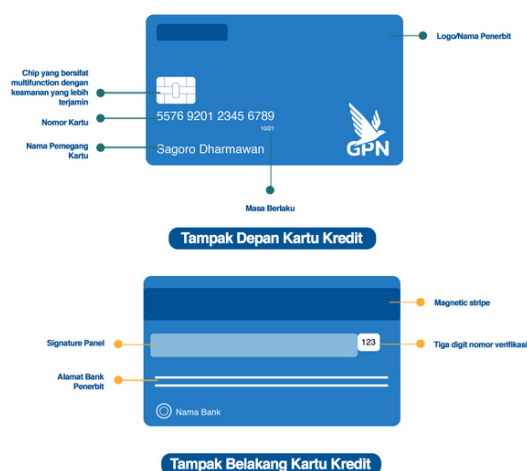 Logo/Nama Penerbit
Chip yang bersifat
multifunction dengan
keamanan yang lebih
terjamin
Nomor Kartu
5576 9201 2345 6789
10/21
Nama Pemegang
Kartu
Sagoro Dharmawan
GPN
Masa Berlaku
Tampak Depan Kartu Kredit
Magnetic stripe
Signature Panel
123
Tiga digit nomor verifikasi
Alamat Bank
Penerbit
Nama Bank
Tampak Belakang Kartu Kredit